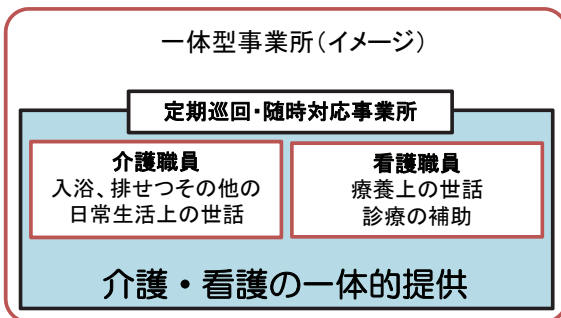 一体型事業所(イメージ)
定期巡回・随時対応事業所
介護職員
入浴、排せつその他の
日常生活上の世話
看護職員
療養上の世話
診療の補助
介護・看護の一体的提供